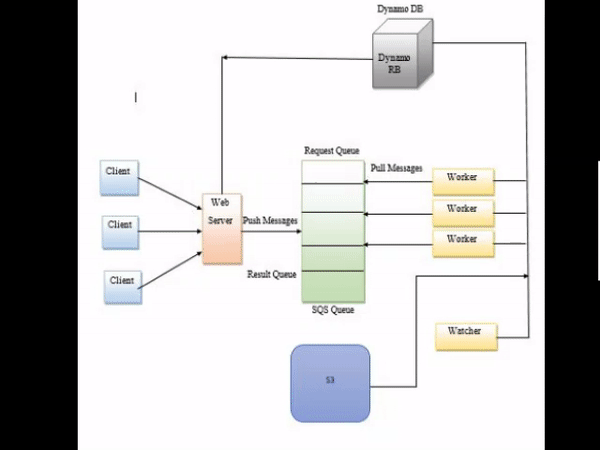 Dynamo DB
Dynamo
RB
Request Queue
Pull Messages
Client
Worker
Web
Server
Worker
Client
Push Messages
Worker
Result Queue
Client
SQS Queue
Watcher
S3